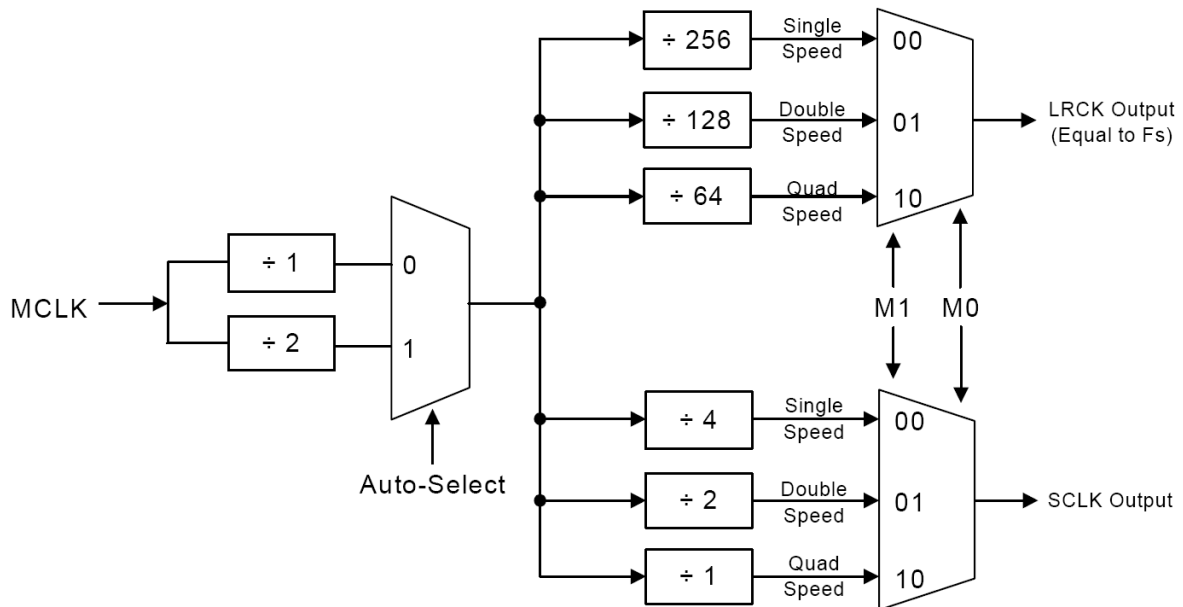 ÷ 256
Single
Speed
00
÷ 128
Double
Speed
01
LRCK Output
(Equal to Fs)
÷ 64
Quad
Speed
10
MCLK
÷ 1
0
÷ 2
1
Auto-Select
M1
M0
÷ 4
Single
Speed
00
÷ 2
Double
Speed
01
SCLK Output
÷ 1
Quad
Speed
10